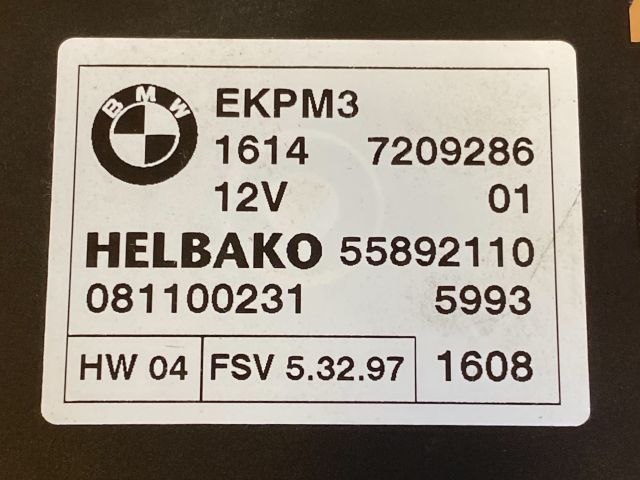 BMW
EKPM3
1614 7209286
12V 01
HELBAKO 55892110
081100231 5993
HW 04 FSV 5.32.97 1608